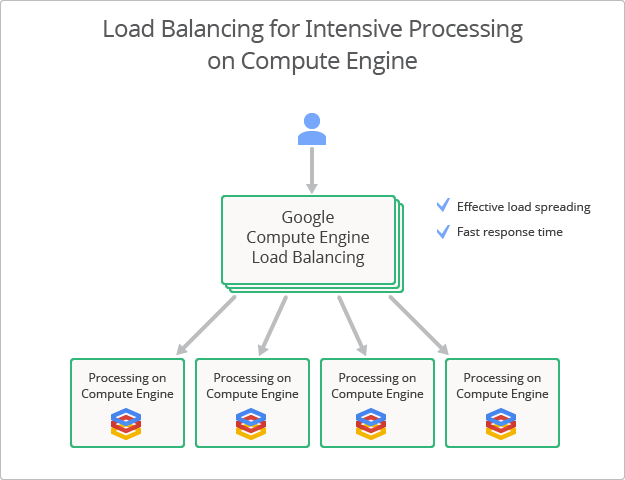 Load Balancing for Intensive Processing
on Compute Engine
Google
Compute Engine
Load Balancing
Effective load spreading
Fast response time
Processing on
Compute Engine
Processing on
Compute Engine
Processing on
Compute Engine
Processing on
Compute Engine